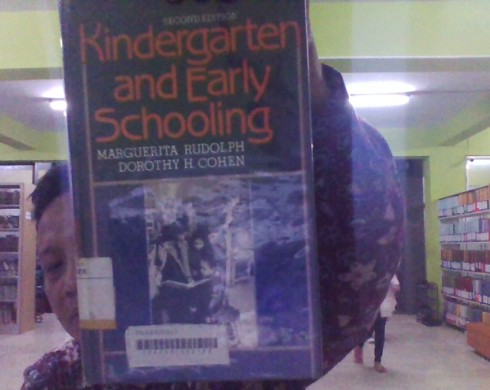 SECOND EDITION
Kindergarten
and Early
Schooling
MARGUERITA RUDOLPH
DOROTHY H. COHEN